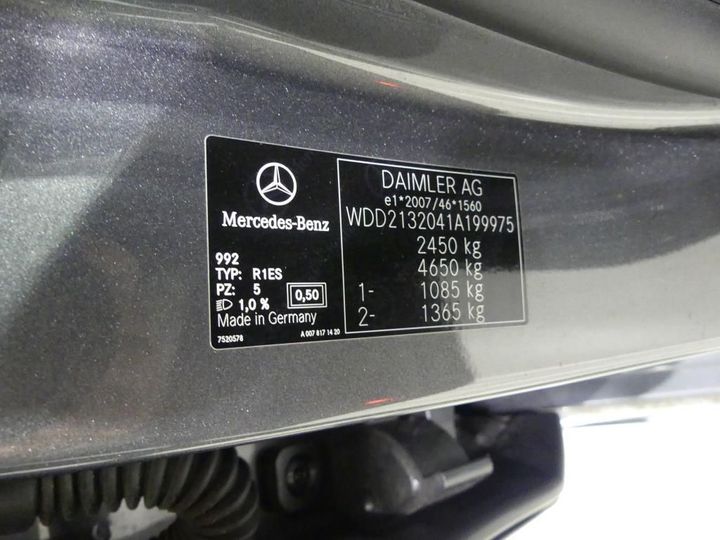 Mercedes-Benz
992
TYP: R1ES
PZ: 5
1,0 %
0,50
Made in Germany
7520578
A 007 817 14 20
DAIMLER AG
e1*2007/46*1560
WDD2132041A199975
2450 kg
4650 kg
1- 1085 kg
2- 1365 kg